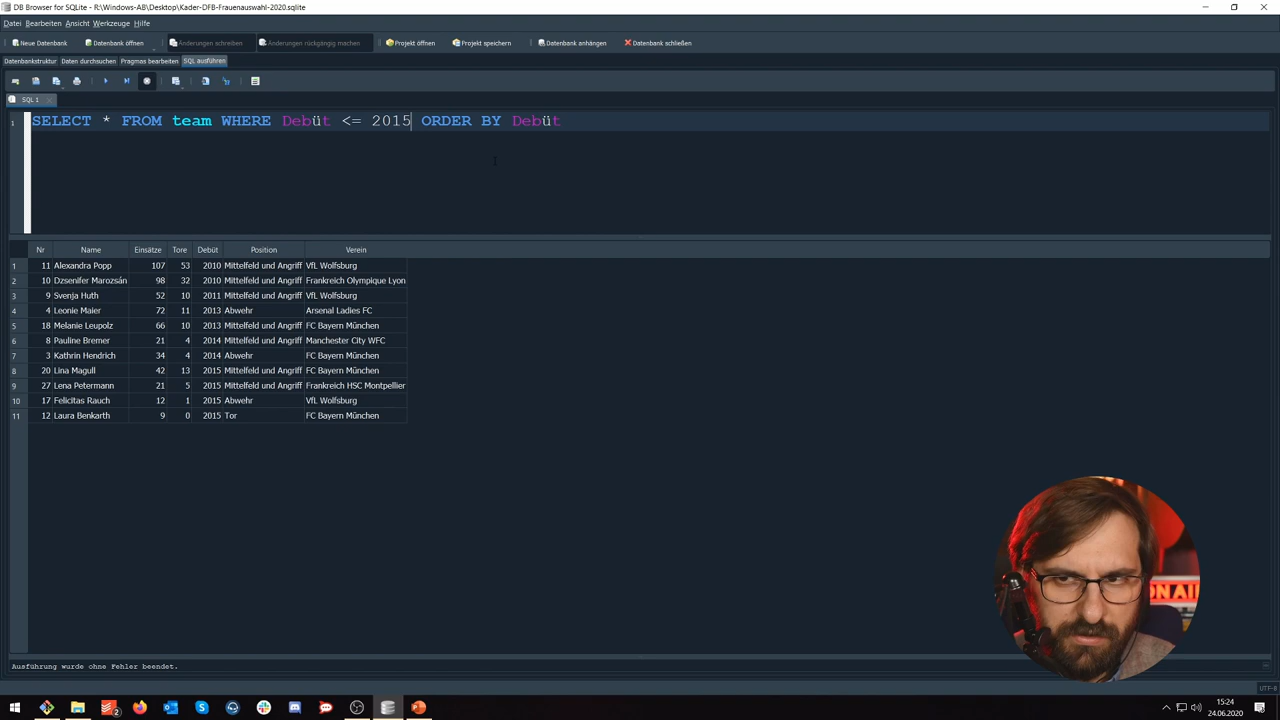 DB Browser for SQLite - R:\Windows-AB\Desktop\Kader-DFB-Frauenauswahl-2020.sqlite
Datei Bearbeiten Ansicht Werkzeuge Hilfe
Neue Datenbank Datenbank öffnen Änderungen schreiben Änderungen rückgängig machen Projekt öffnen Projekt speichern Datenbank anhängen Datenbank schließen
Datenbankstruktur Daten durchsuchen Pragmas bearbeiten SQL ausführen
SQL 1
1 SELECT * FROM team WHERE Debüt <= 2015 ORDER BY Debüt
Nr Name Einsätze Tore Debüt Position Verein
1 11 Alexandra Popp 107 53 2010 Mittelfeld und Angriff VfL Wolfsburg
2 10 Dzsenifer Marozsán 98 32 2010 Mittelfeld und Angriff Frankreich Olympique Lyon
3 9 Svenja Huth 52 10 2011 Mittelfeld und Angriff VfL Wolfsburg
4 4 Leonie Maier 72 11 2013 Abwehr Arsenal Ladies FC
5 18 Melanie Leupolz 66 10 2013 Mittelfeld und Angriff FC Bayern München
6 8 Pauline Bremer 21 4 2014 Mittelfeld und Angriff Manchester City WFC
7 3 Kathrin Hendrich 34 4 2014 Abwehr FC Bayern München
8 20 Lina Magull 42 13 2015 Mittelfeld und Angriff FC Bayern München
9 27 Lena Petermann 21 5 2015 Mittelfeld und Angriff Frankreich HSC Montpellier
10 17 Felicitas Rauch 12 1 2015 Abwehr VfL Wolfsburg
11 12 Laura Benkarth 9 0 2015 Tor FC Bayern München
ON AIR
Ausführung wurde ohne Fehler beendet.
UTF-8
2
15:24
24.06.2020